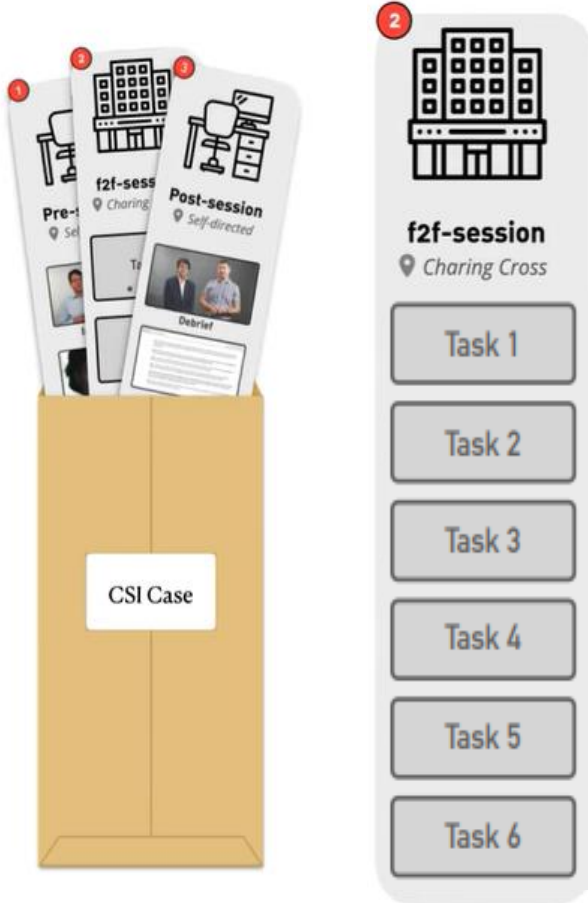 1
2
3
Pre-s
Sel
f2f-sess
Charing
Ta
Post-session
Self-directed
Debrief
CSI Case
2
f2f-session
Charing Cross
Task 1
Task 2
Task 3
Task 4
Task 5
Task 6